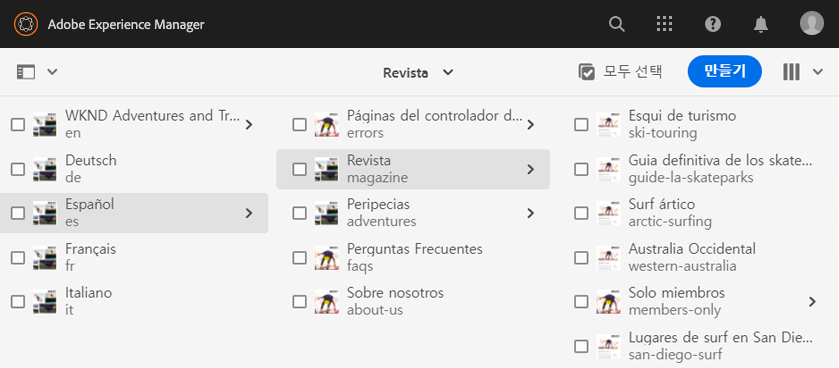 Adobe Experience Manager
Revista
모두 선택
만들기
WKND Adventures and Tr...
en
Deutsch
de
Español
es
Français
fr
Italiano
it
Páginas del controlador d...
errors
Revista
magazine
Peripecias
adventures
Perguntas Frecuentes
faqs
Sobre nosotros
about-us
Esqui de turismo
ski-touring
Guia definitiva de los skate...
guide-la-skateparks
Surf ártico
arctic-surfing
Australia Occidental
western-australia
Solo miembros
members-only
Lugares de surf en San Die...
san-diego-surf